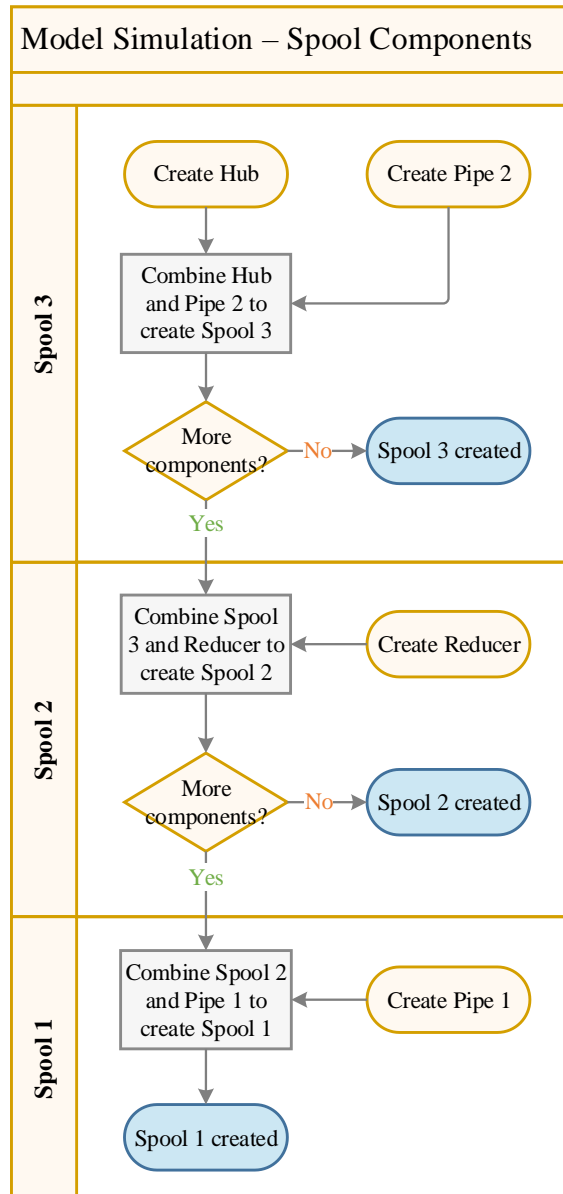 Model Simulation – Spool Components
Spool 3
Create Hub
Create Pipe 2
Combine Hub
and Pipe 2 to
create Spool 3
More
components?
No
Spool 3 created
Yes
Spool 2
Combine Spool
3 and Reducer to
create Spool 2
Create Reducer
More
components?
No
Spool 2 created
Yes
Spool 1
Combine Spool 2
and Pipe 1 to
create Spool 1
Create Pipe 1
Spool 1 created